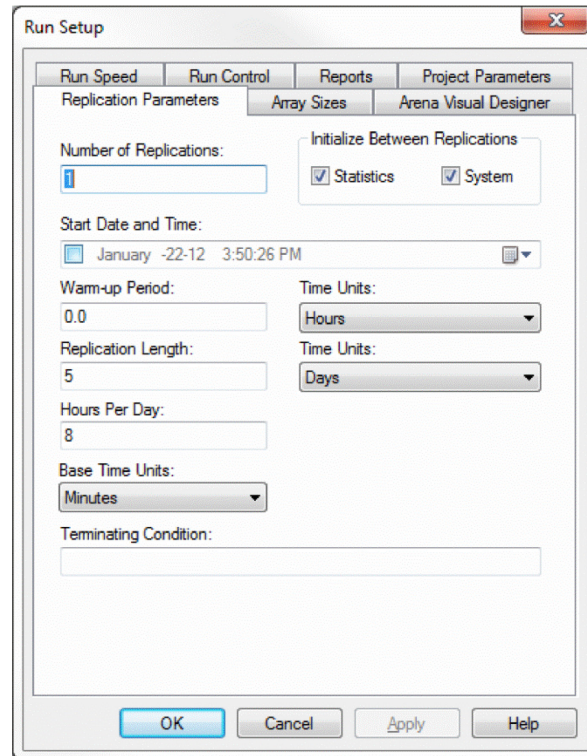 Run Setup
Run Speed
Run Control
Reports
Project Parameters
Replication Parameters
Array Sizes
Arena Visual Designer
Number of Replications:
1
Initialize Between Replications
Statistics
System
Start Date and Time:
January -22-12 3:50:26 PM
Warm-up Period:
Time Units:
0.0
Hours
Replication Length:
Time Units:
5
Days
Hours Per Day:
8
Base Time Units:
Minutes
Terminating Condition:
OK
Cancel
Apply
Help